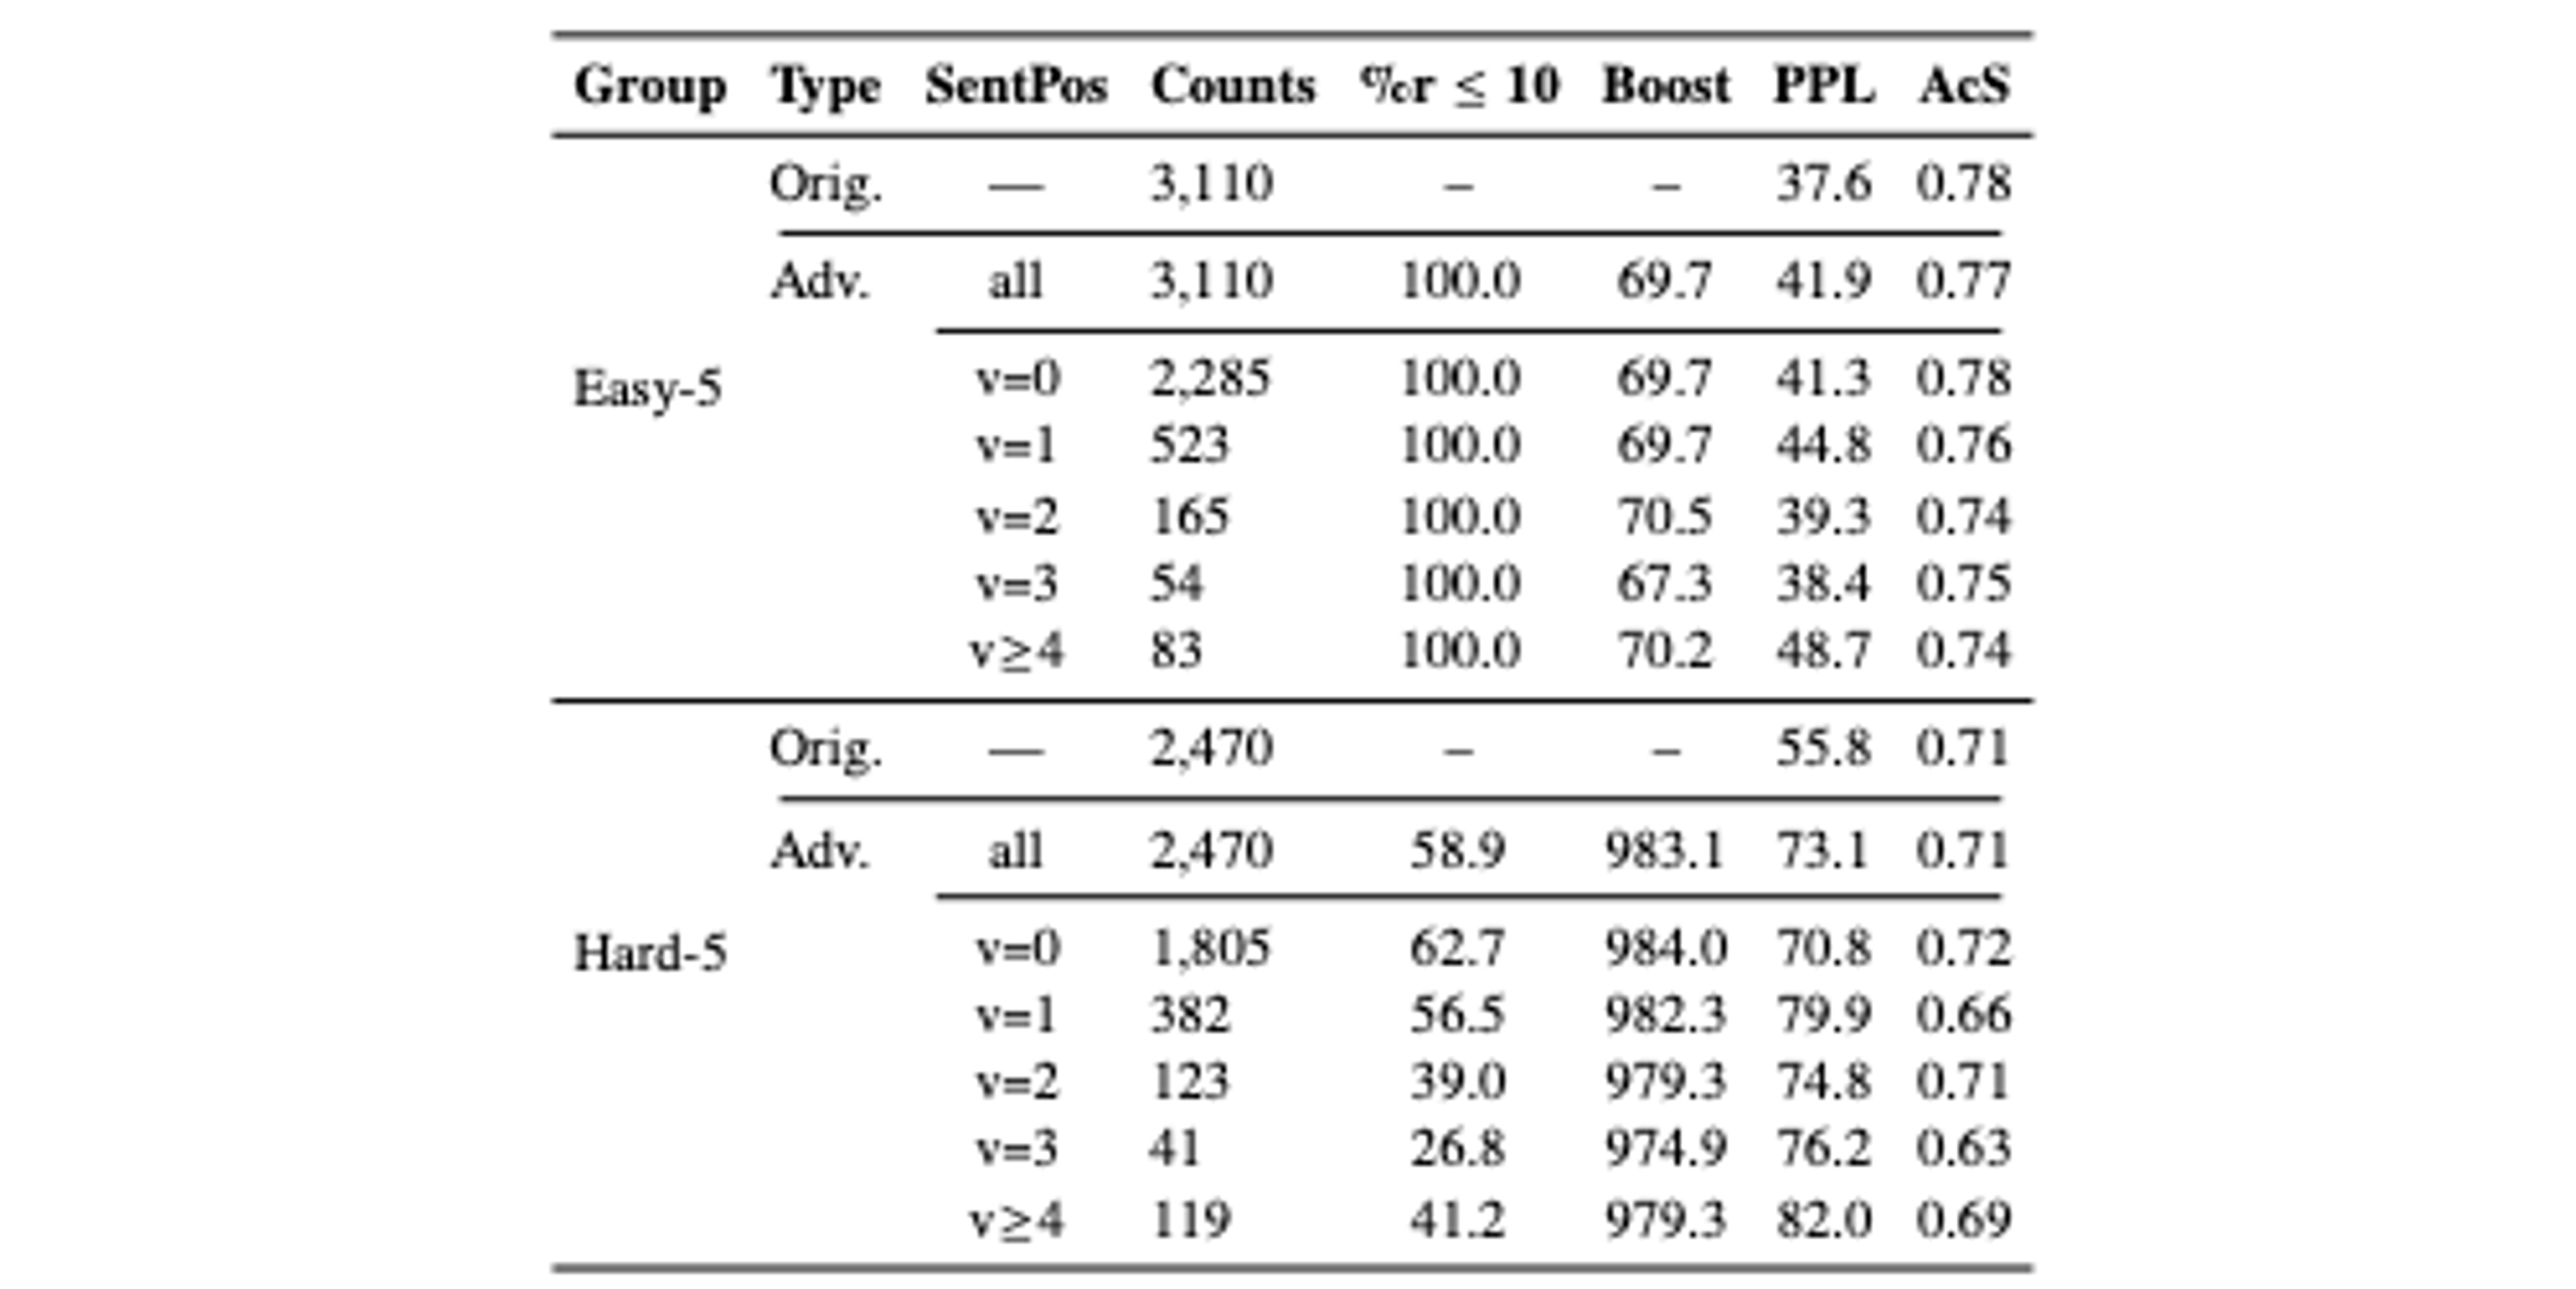 Group Type SentPos Counts %r ≤ 10 Boost PPL AcS
Orig. — 3,110 – – 37.6 0.78
Adv. all 3,110 100.0 69.7 41.9 0.77
Easy-5 v=0 2,285 100.0 69.7 41.3 0.78
v=1 523 100.0 69.7 44.8 0.76
v=2 165 100.0 70.5 39.3 0.74
v=3 54 100.0 67.3 38.4 0.75
v≥4 83 100.0 70.2 48.7 0.74
Orig. — 2,470 – – 55.8 0.71
Adv. all 2,470 58.9 983.1 73.1 0.71
Hard-5 v=0 1,805 62.7 984.0 70.8 0.72
v=1 382 56.5 982.3 79.9 0.66
v=2 123 39.0 979.3 74.8 0.71
v=3 41 26.8 974.9 76.2 0.63
v≥4 119 41.2 979.3 82.0 0.69